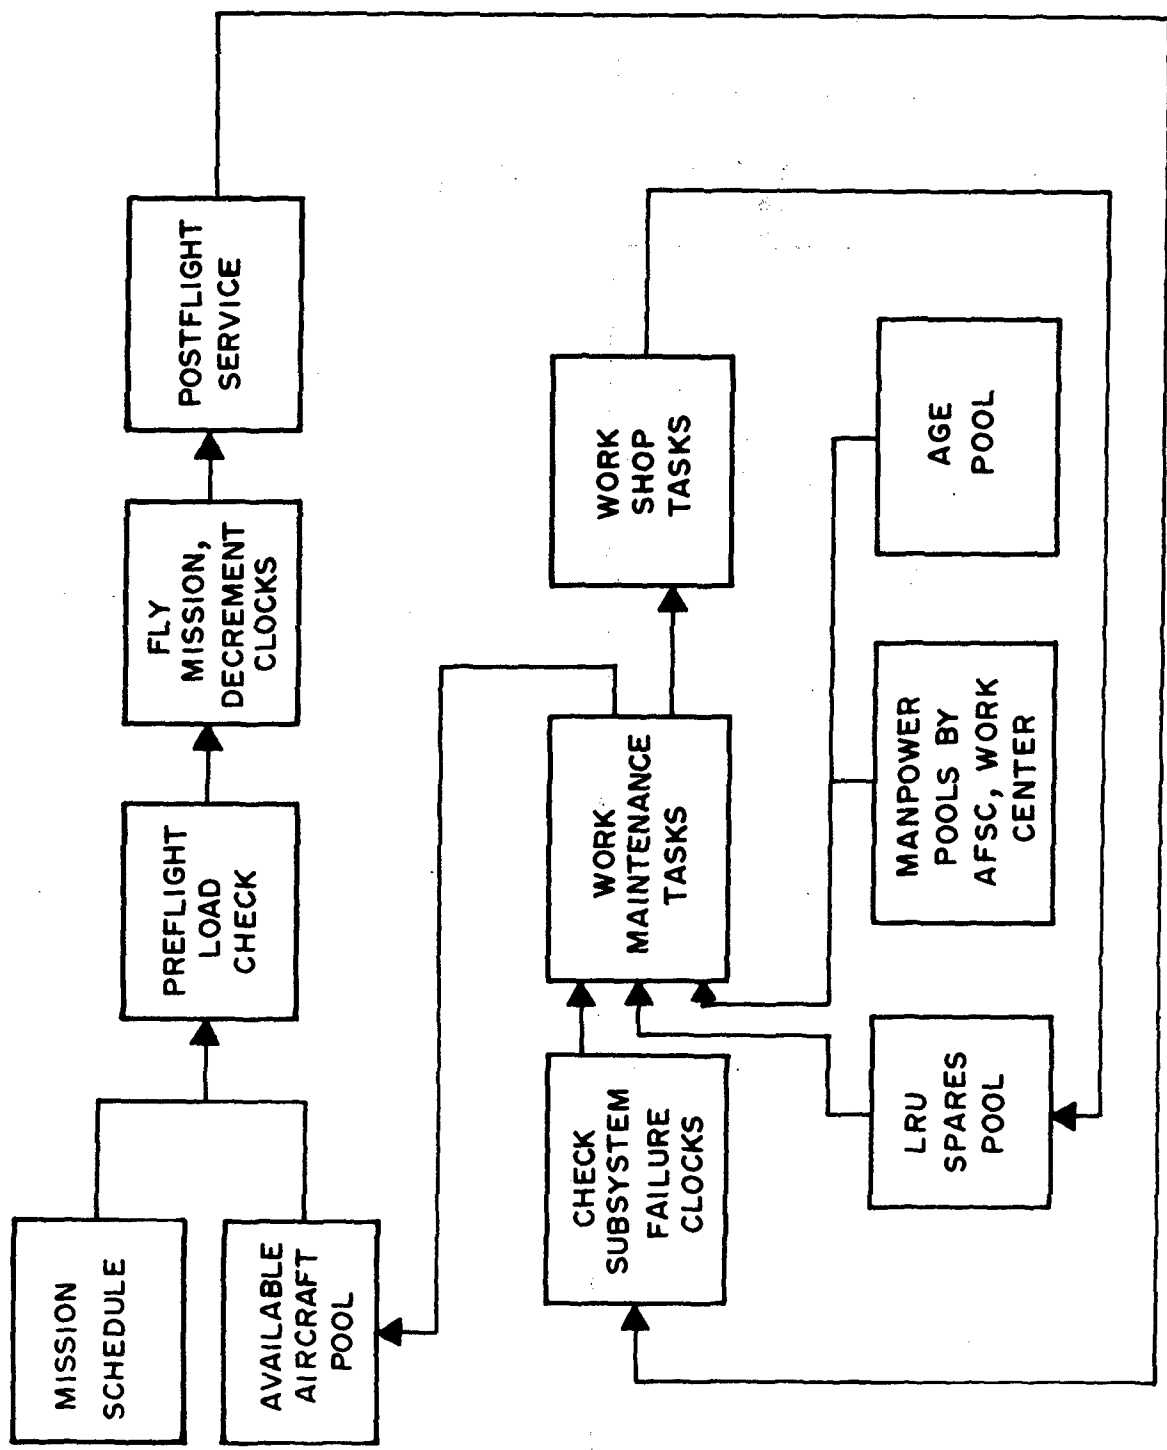 MISSION
SCHEDULE
AVAILABLE
AIRCRAFT
POOL
PREFLIGHT
LOAD
CHECK
FLY
MISSION,
DECREMENT
CLOCKS
POSTFLIGHT
SERVICE
CHECK
SUBSYSTEM
FAILURE
CLOCKS
WORK
MAINTENANCE
TASKS
WORK
SHOP
TASKS
LRU
SPARES
POOL
MANPOWER
POOLS BY
AFSC, WORK
CENTER
AGE
POOL